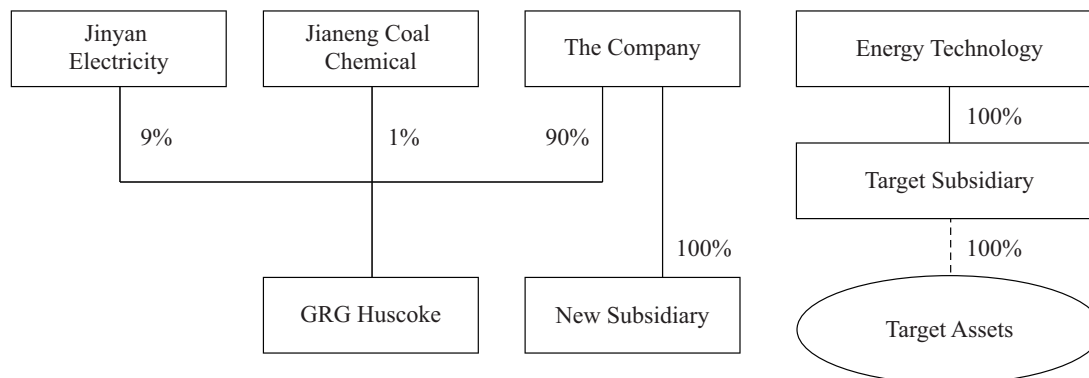 Jinyan
Electricity
Jianeng Coal
Chemical
The Company
Energy Technology
9%
1%
90%
100%
Target Subsidiary
100%
100%
GRG Huscoke
New Subsidiary
Target Assets